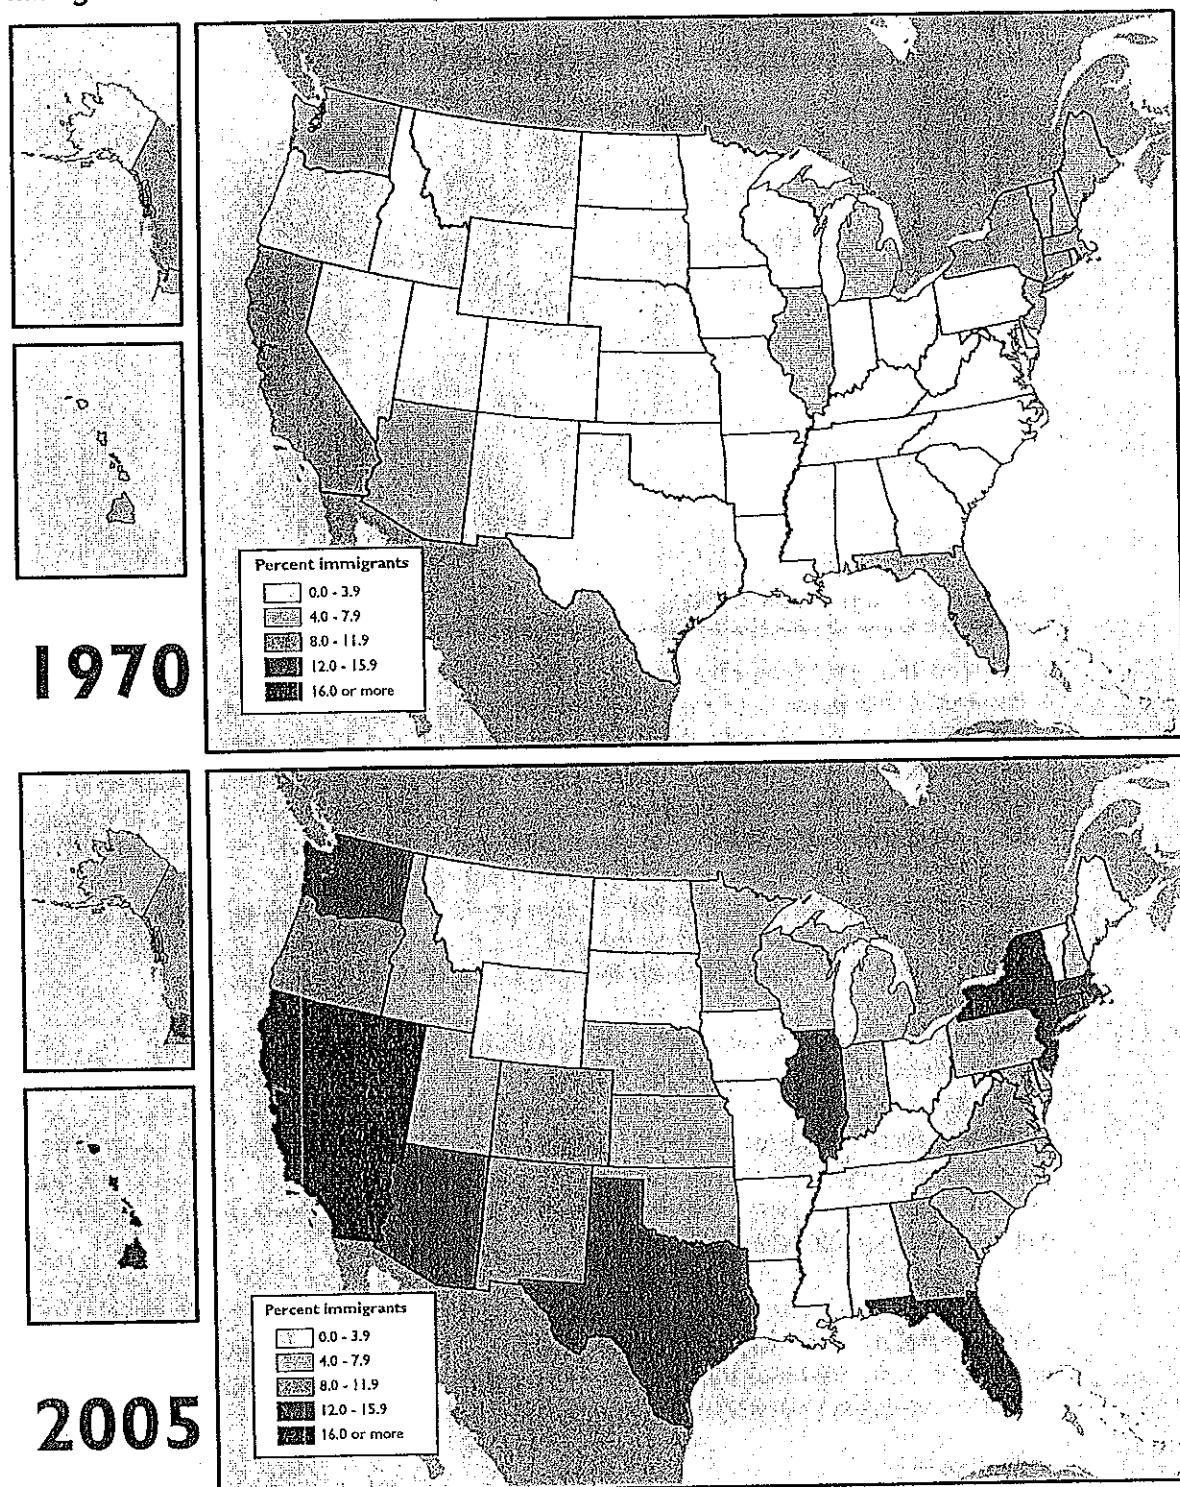 Percent immigrants
0.0 - 3.9
4.0 - 7.9
8.0 - 11.9
12.0 - 15.9
16.0 or more
1970
Percent immigrants
0.0 - 3.9
4.0 - 7.9
8.0 - 11.9
12.0 - 15.9
16.0 or more
2005